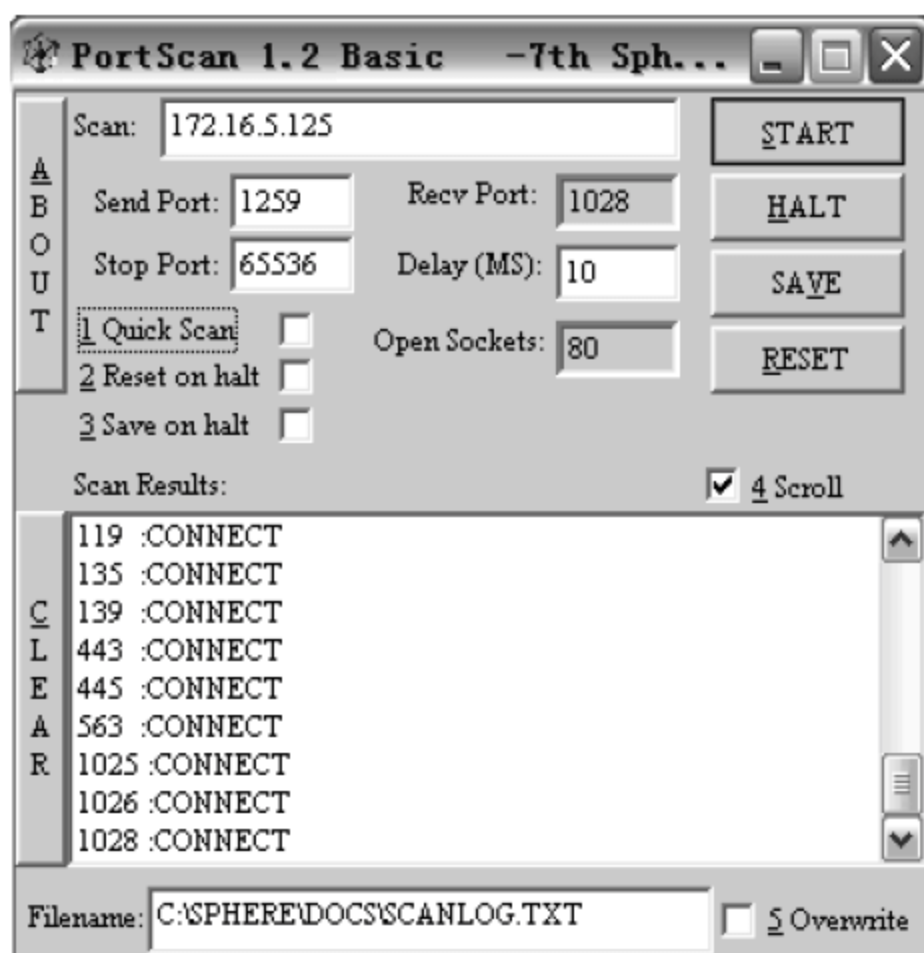 PortScan 1.2 Basic -7th Sph...
ABOUT
Scan: 172.16.5.125
START
Send Port: 1259
Recv Port: 1028
HALT
Stop Port: 65536
Delay (MS): 10
SAVE
1 Quick Scan
Open Sockets: 80
RESET
2 Reset on halt
3 Save on halt
Scan Results:
4 Scroll
CLEAR
119 :CONNECT
135 :CONNECT
139 :CONNECT
443 :CONNECT
445 :CONNECT
563 :CONNECT
1025 :CONNECT
1026 :CONNECT
1028 :CONNECT
Filename: C:\SPHERE\DOCS\SCANLOG.TXT
5 Overwrite